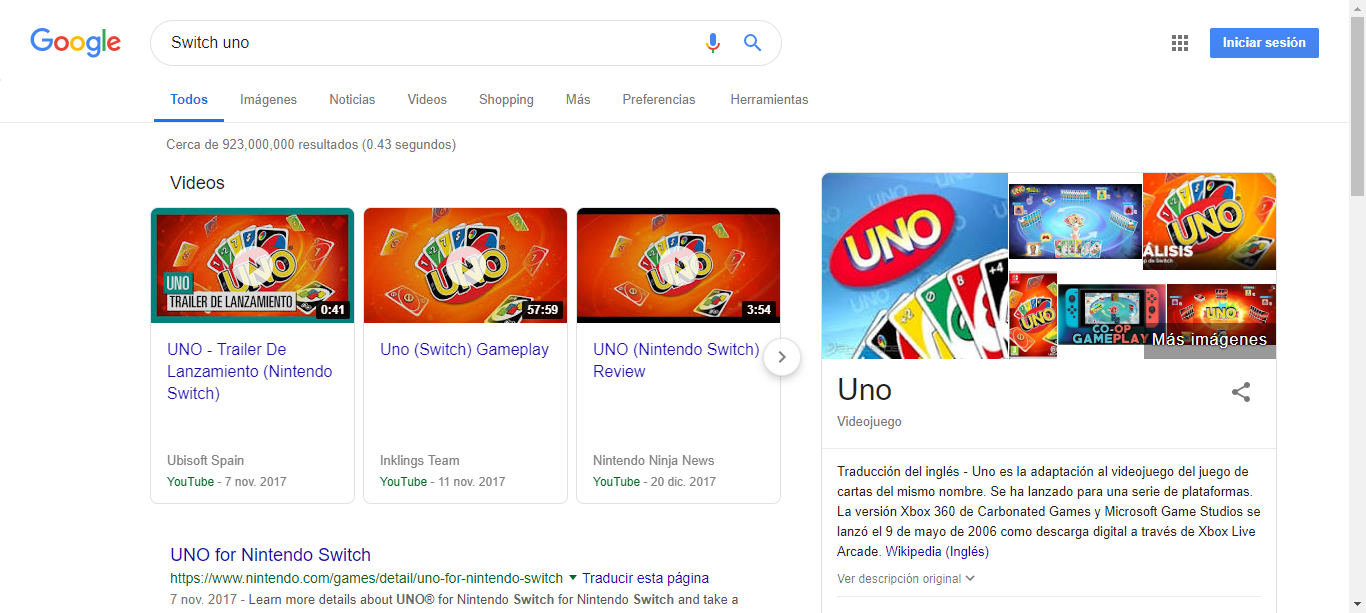 Google
Switch uno
Iniciar sesión
Todos
Imágenes
Noticias
Videos
Shopping
Más
Preferencias
Herramientas
Cerca de 923,000,000 resultados (0.43 segundos)
Videos
UNO
UNO
TRAILER DE LANZAMIENTO
0:41
UNO - Trailer De
Lanzamiento (Nintendo
Switch)
Ubisoft Spain
YouTube - 7 nov. 2017
UNO
57:59
Uno (Switch) Gameplay
Inklings Team
YouTube - 11 nov. 2017
UNO
3:54
UNO (Nintendo Switch)
Review
Nintendo Ninja News
YouTube - 20 dic. 2017
UNO for Nintendo Switch
https://www.nintendo.com/games/detail/uno-for-nintendo-switch ▼ Traducir esta página
7 nov. 2017 - Learn more details about UNO® for Nintendo Switch for Nintendo Switch and take a
UNO
+4
UNO
ÁLISIS
UNO
CO-OP
GAMEPLAY
UNO
Más imágenes
Uno
Videojuego
Traducción del inglés - Uno es la adaptación al videojuego del juego de
cartas del mismo nombre. Se ha lanzado para una serie de plataformas.
La versión Xbox 360 de Carbonated Games y Microsoft Game Studios se
lanzó el 9 de mayo de 2006 como descarga digital a través de Xbox Live
Arcade. Wikipedia (Inglés)
Ver descripción original